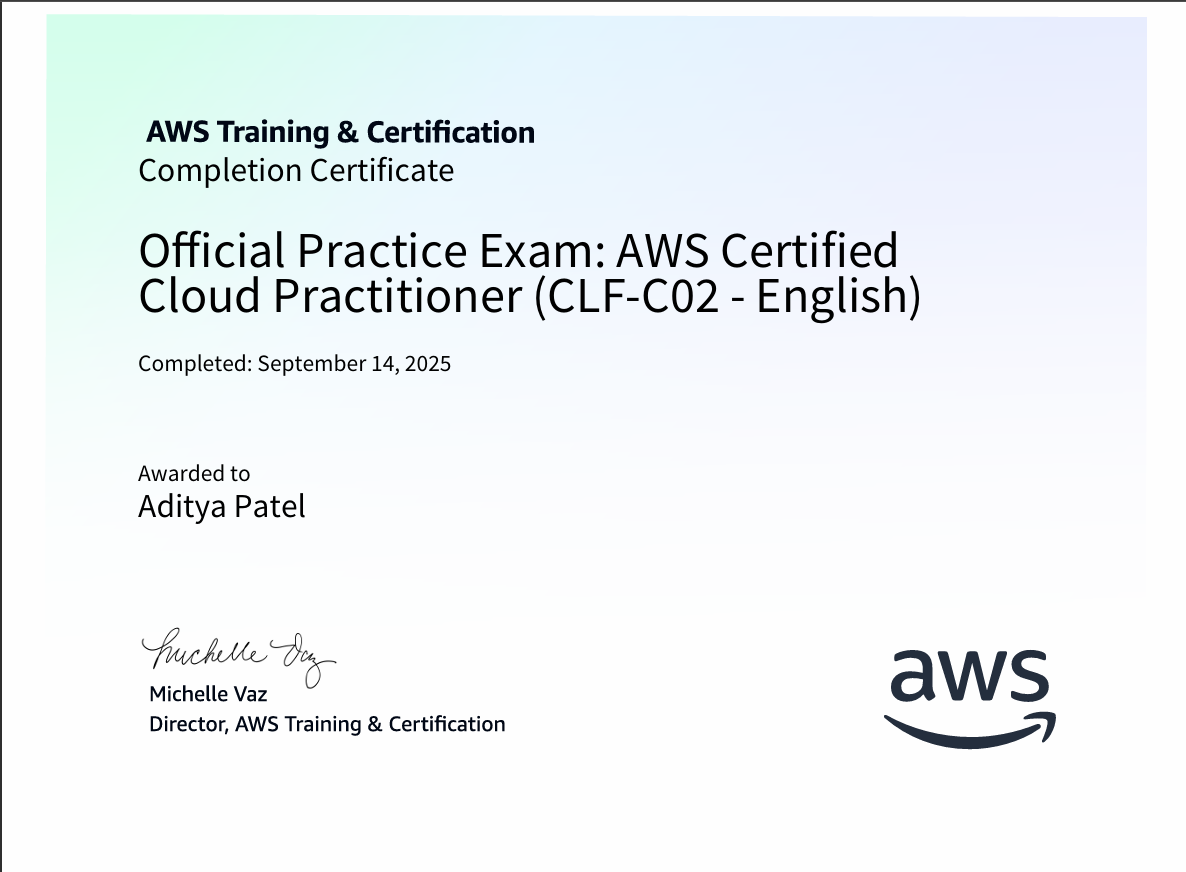 AWS Training & Certification
Completion Certificate
Official Practice Exam: AWS Certified
Cloud Practitioner (CLF-C02 - English)
Completed: September 14, 2025
Awarded to
Aditya Patel
Michelle Vaz
Michelle Vaz
Director, AWS Training & Certification
aws